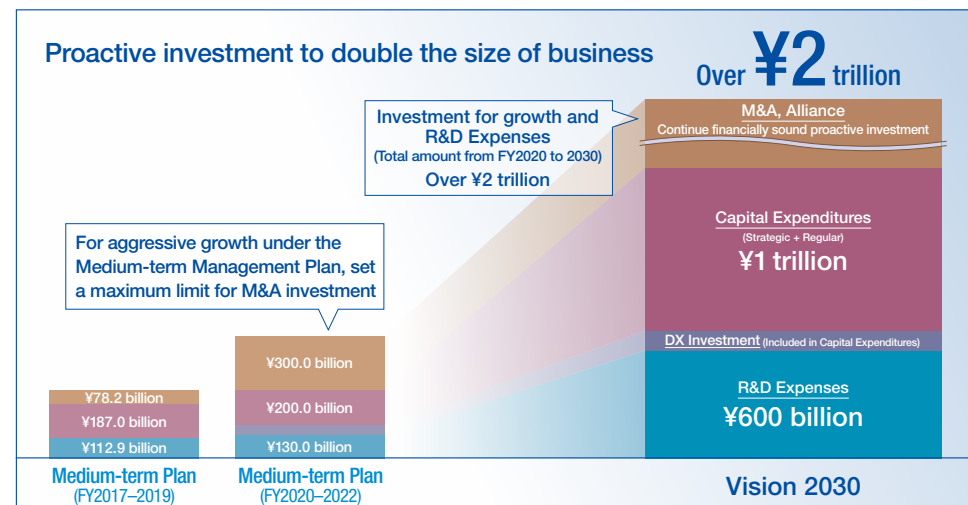 Proactive investment to double the size of business
Over ¥2 trillion
Investment for growth and
R&D Expenses
(Total amount from FY2020 to 2030)
Over ¥2 trillion
M&A, Alliance
Continue financially sound proactive investment
Capital Expenditures
(Strategic + Regular)
¥1 trillion
DX Investment (Included in Capital Expenditures)
R&D Expenses
¥600 billion
For aggressive growth under the
Medium-term Management Plan, set
a maximum limit for M&A investment
¥78.2 billion
¥187.0 billion
¥112.9 billion
¥300.0 billion
¥200.0 billion
¥130.0 billion
Medium-term Plan
(FY2017–2019)
Medium-term Plan
(FY2020–2022)
Vision 2030